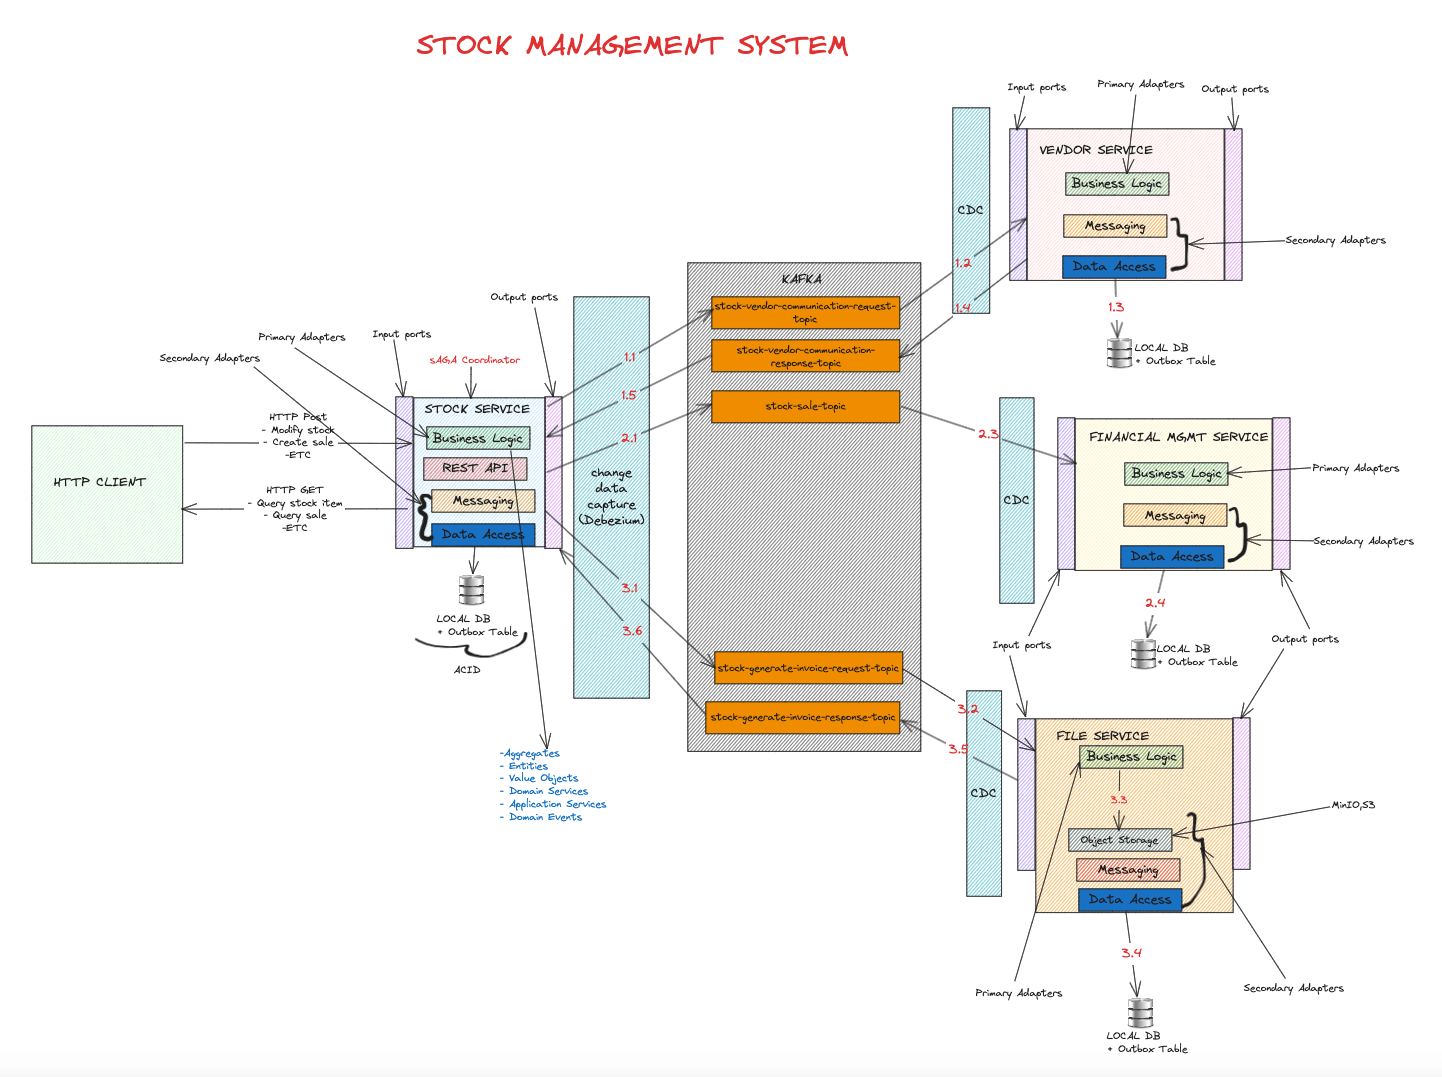 STOCK MANAGEMENT SYSTEM
Input ports
Primary Adapters
Output ports
VENDOR SERVICE
Business Logic
Messaging
Data Access
Secondary Adapters
CDC
1.2
1.4
1.3
LOCAL DB
+ Outbox Table
KAFKA
stock-vendor-communication-request-
topic
stock-vendor-communication-
response-topic
stock-sale-topic
stock-generate-invoice-request-topic
stock-generate-invoice-response-topic
Output ports
Primary Adapters
Input ports
Secondary Adapters
sAGA Coordinator
HTTP CLIENT
HTTP Post
- Modify stock
- Create sale
-ETC
HTTP GET
- Query stock item
- Query sale
-ETC
STOCK SERVICE
Business Logic
REST API
Messaging
Data Access
LOCAL DB
+ Outbox Table
ACID
-Aggregates
- Entities
- Value Objects
- Domain Services
- Application Services
- Domain Events
change
data
capture
(Debezium)
1.1
1.5
2.1
3.1
3.6
2.3
CDC
FINANCIAL MGMT SERVICE
Business Logic
Messaging
Data Access
Primary Adapters
Secondary Adapters
2.4
LOCAL DB
+ Outbox Table
Input ports
Output ports
3.2
3.5
CDC
FILE SERVICE
Business Logic
3.3
Object Storage
Messaging
Data Access
MinIO,S3
3.4
Primary Adapters
Secondary Adapters
LOCAL DB
+ Outbox Table